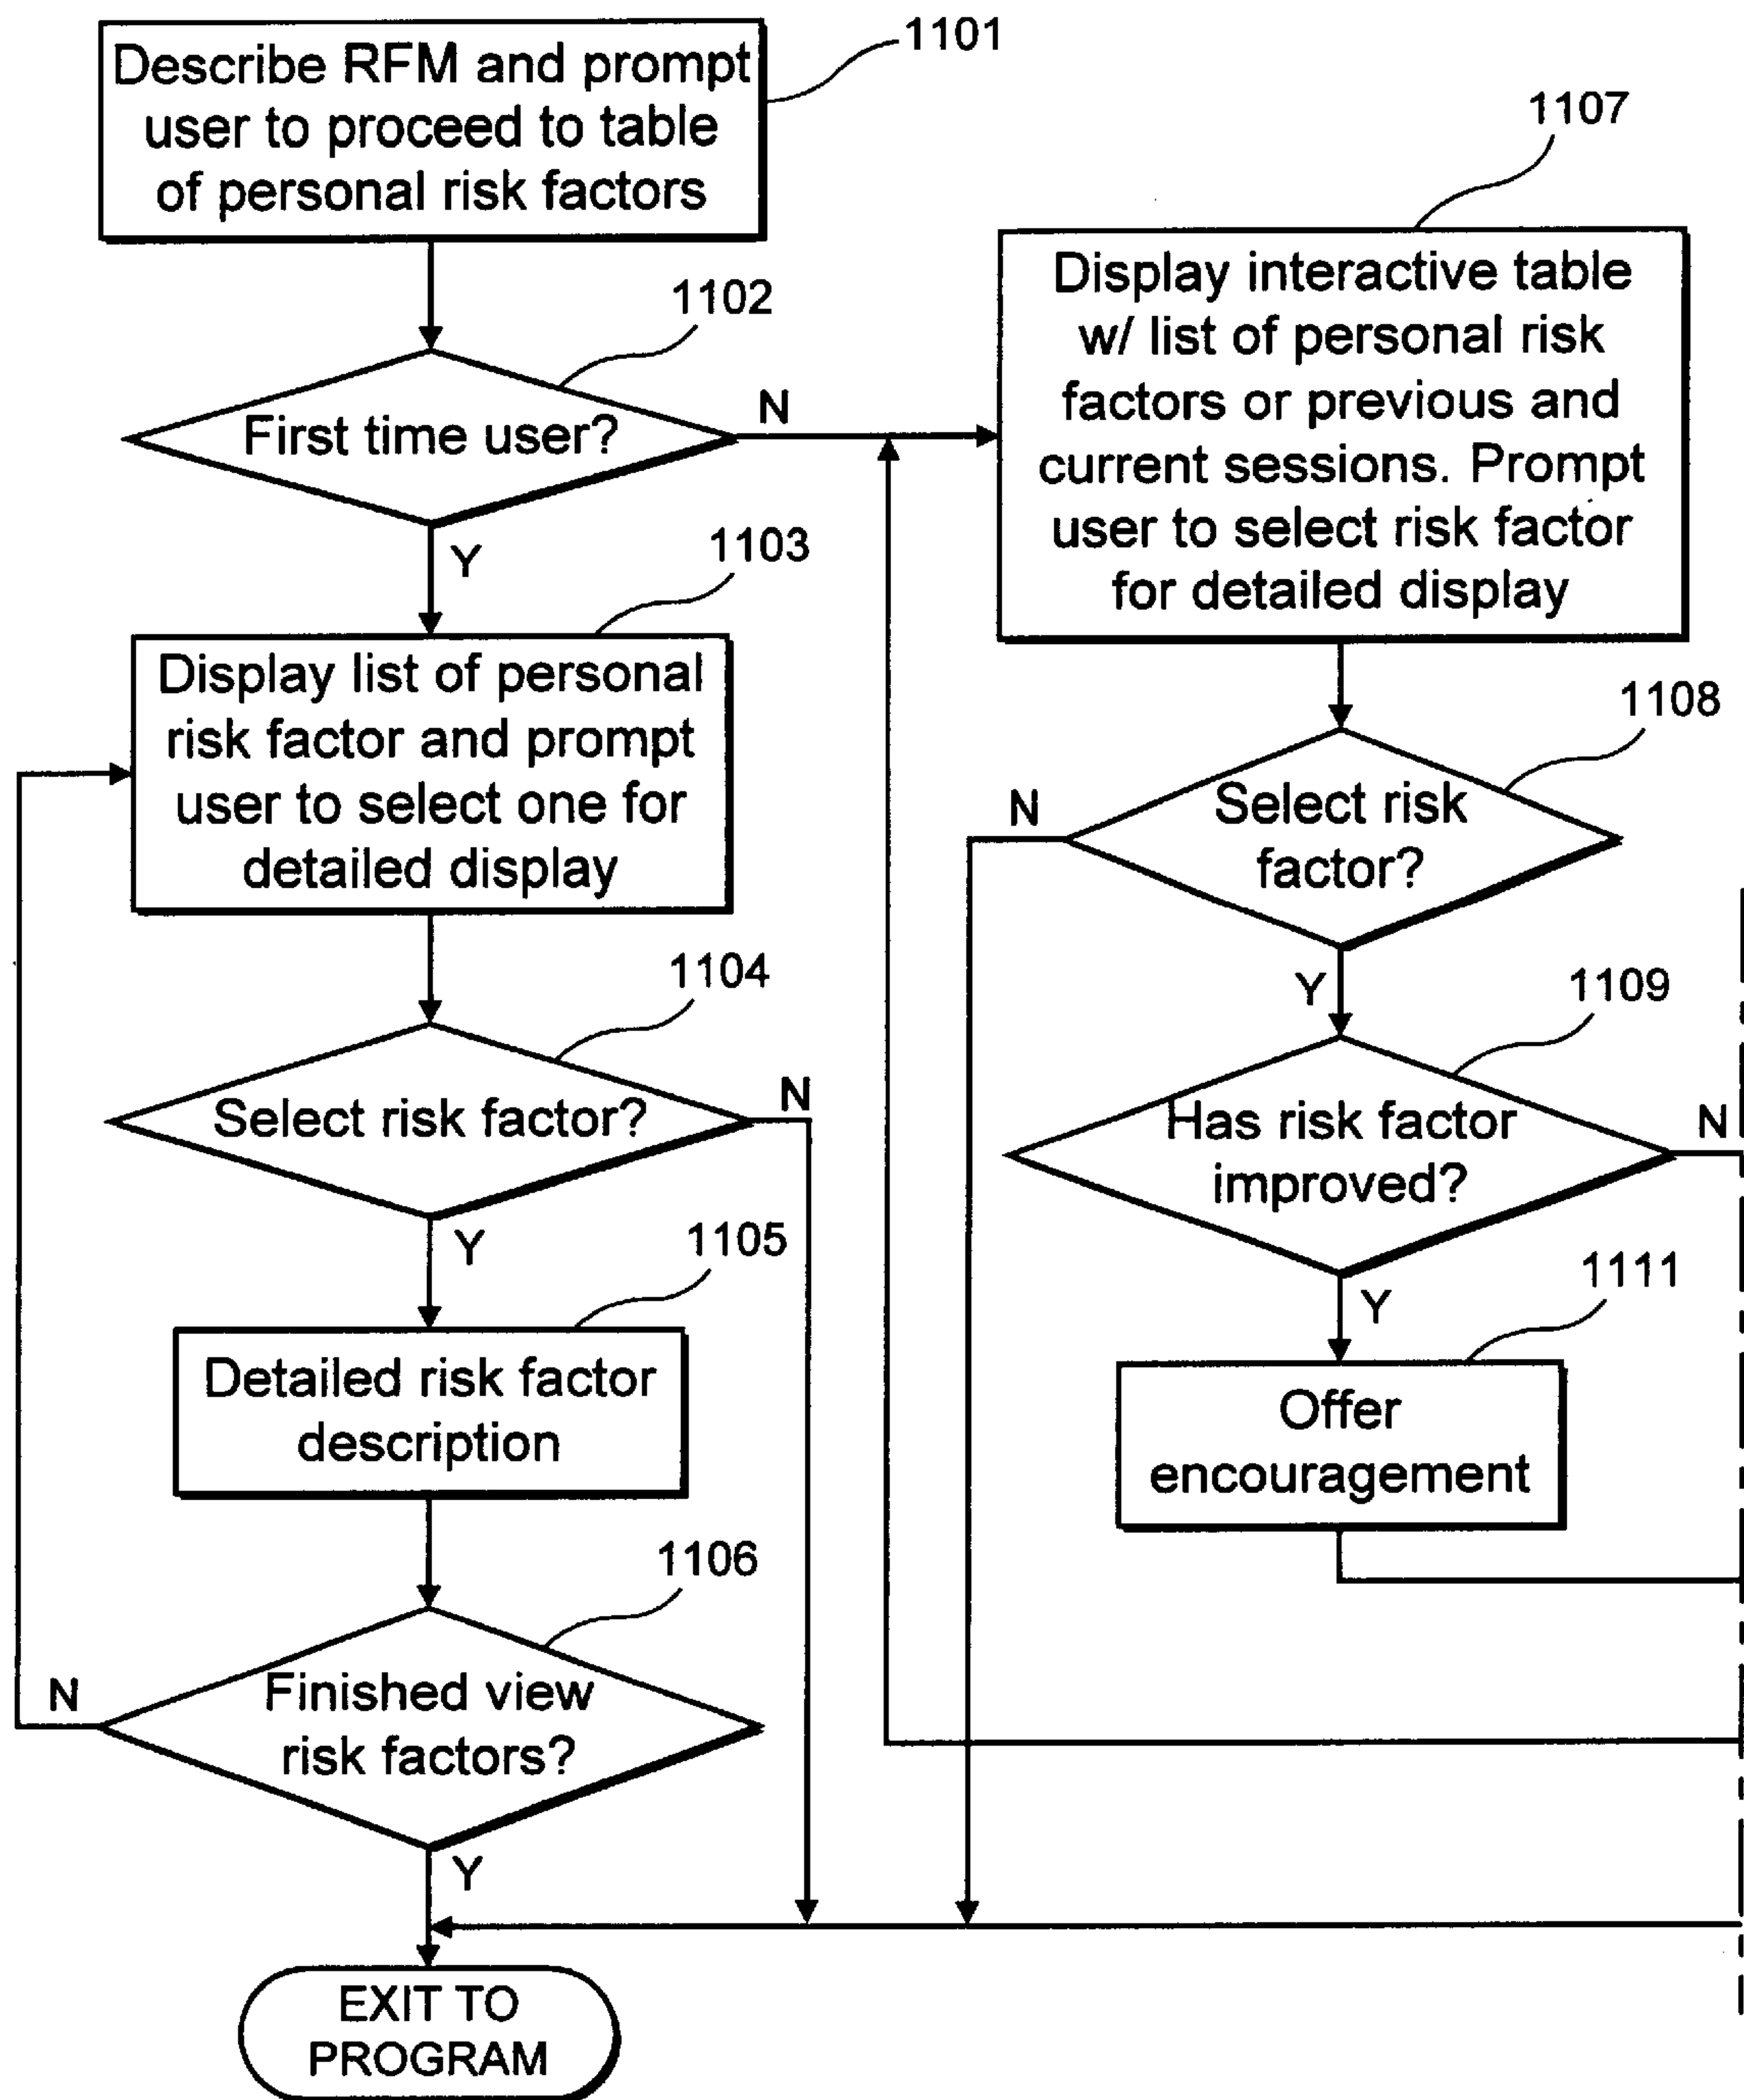 1101
Describe RFM and prompt
user to proceed to table
of personal risk factors
1102
First time user?
N
Y
1103
Display list of personal
risk factor and prompt
user to select one for
detailed display
1104
Select risk factor?
N
Y
1105
Detailed risk factor
description
1106
Finished view
risk factors?
N
Y
EXIT TO
PROGRAM
1107
Display interactive table
w/ list of personal risk
factors or previous and
current sessions. Prompt
user to select risk factor
for detailed display
1108
Select risk
factor?
N
Y
1109
Has risk factor
improved?
N
Y
1111
Offer
encouragement